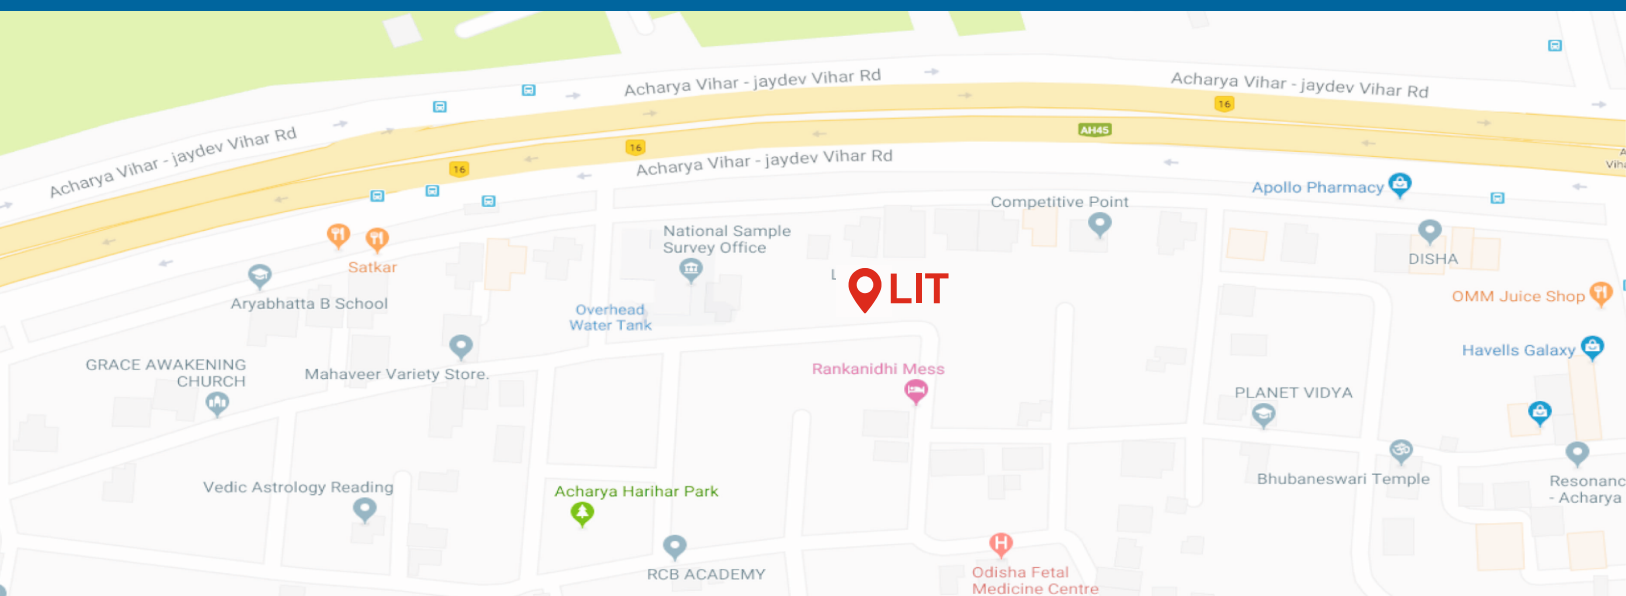 Acharya Vihar - jaydev Vihar Rd
Acharya Vihar - jaydev Vihar Rd
Acharya Vihar - jaydev Vihar Rd
16
AH45
16
16
Acharya Vihar - jaydev Vihar Rd
A
Viha
Apollo Pharmacy
Competitive Point
National Sample
Survey Office
DISHA
Satkar
L
LIT
Aryabhatta B School
OMM Juice Shop
Overhead
Water Tank
Havells Galaxy
GRACE AWAKENING
CHURCH
Mahaveer Variety Store.
Rankanidhi Mess
PLANET VIDYA
Vedic Astrology Reading
Acharya Harihar Park
Bhubaneswari Temple
Resonanc
- Acharya
H
RCB ACADEMY
Odisha Fetal
Medicine Centre